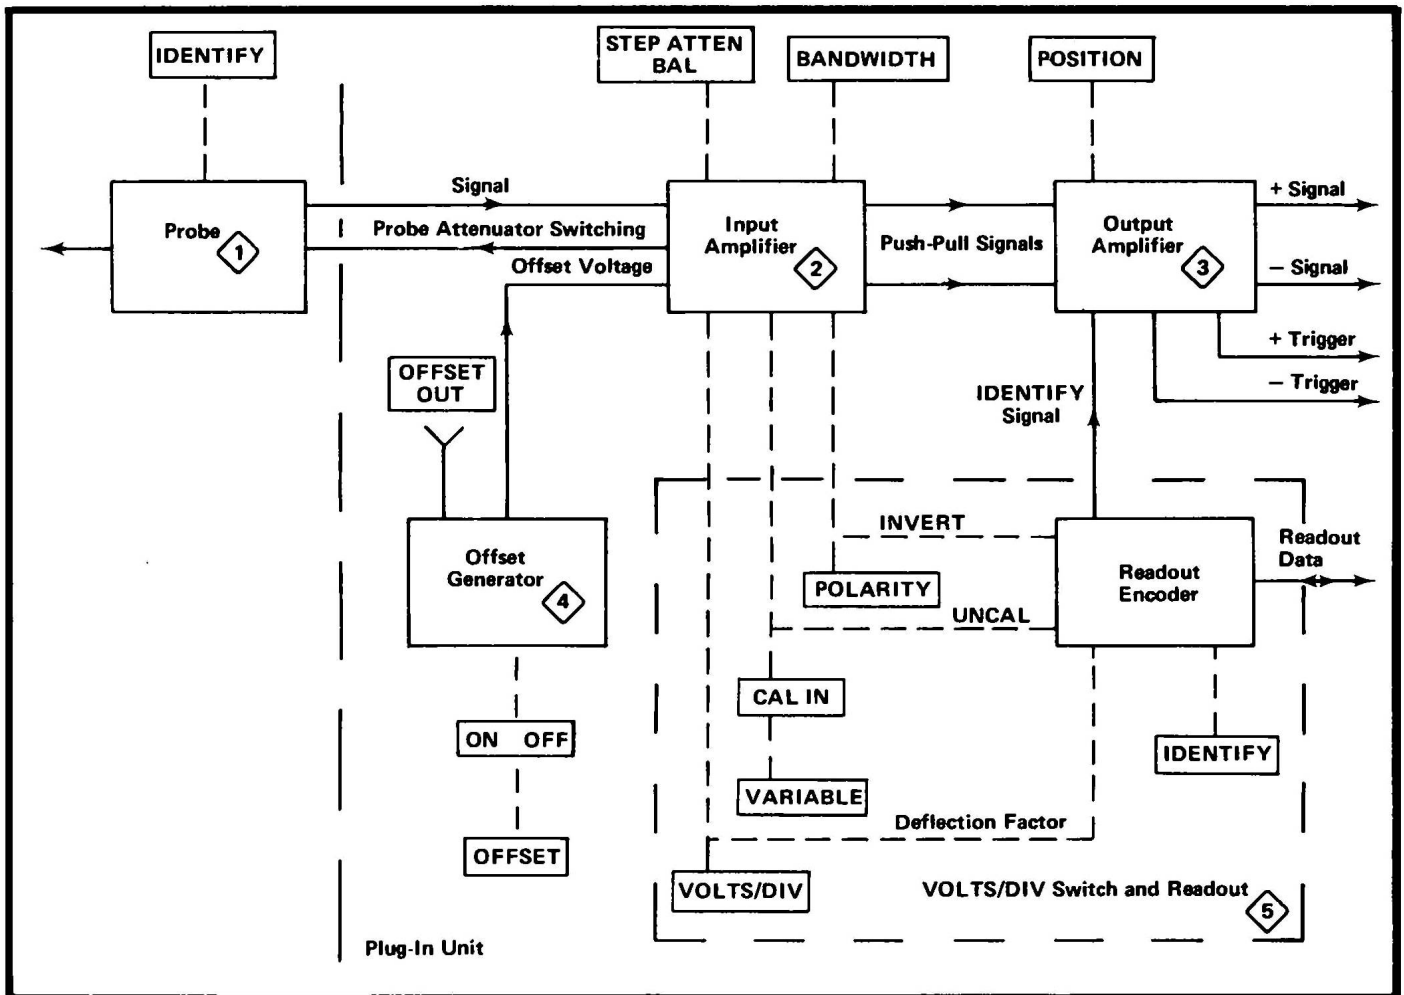 IDENTIFY
STEP ATTEN
BAL
BANDWIDTH
POSITION
Probe
1
Signal
Probe Attenuator Switching
Offset Voltage
Input
Amplifier
2
Push-Pull Signals
Output
Amplifier
3
+ Signal
− Signal
+ Trigger
− Trigger
OFFSET
OUT
IDENTIFY
Signal
Offset
Generator
4
INVERT
POLARITY
UNCAL
Readout
Encoder
Readout
Data
ON OFF
CAL IN
IDENTIFY
VARIABLE
Deflection Factor
OFFSET
VOLTS/DIV
VOLTS/DIV Switch and Readout
5
Plug-In Unit